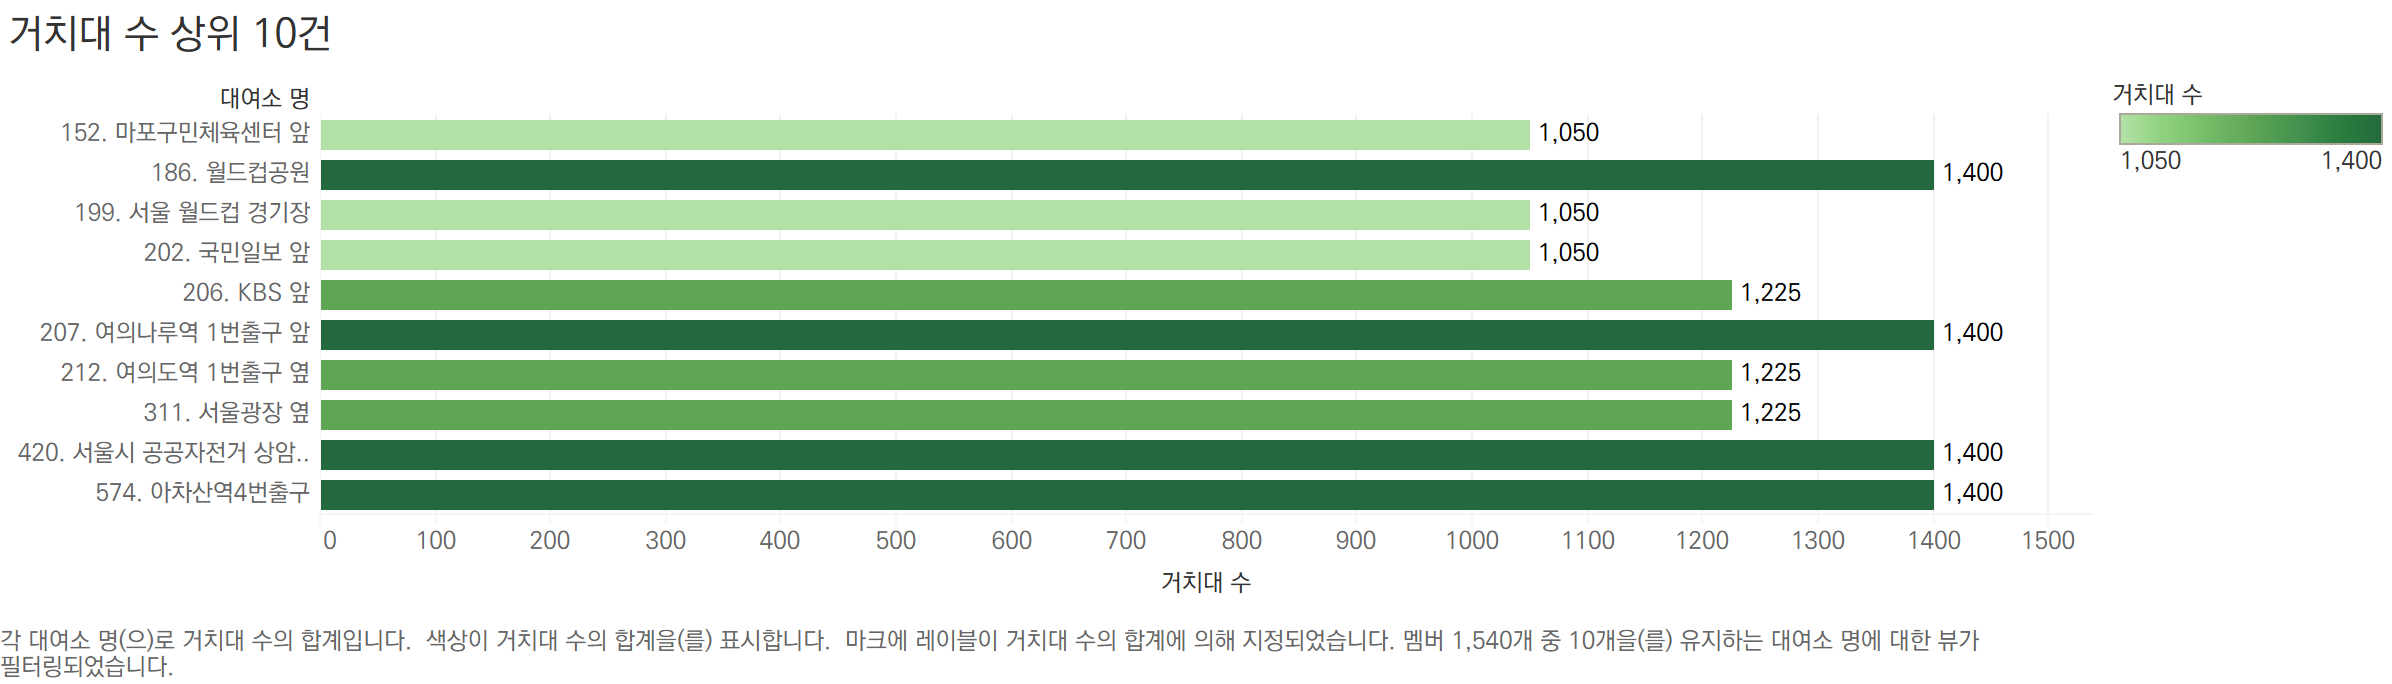 거치대 수 상위 10건
대여소 명
152. 마포구민체육센터 앞 1,050
186. 월드컵공원 1,400
199. 서울 월드컵 경기장 1,050
202. 국민일보 앞 1,050
206. KBS 앞 1,225
207. 여의나루역 1번출구 앞 1,400
212. 여의도역 1번출구 옆 1,225
311. 서울광장 옆 1,225
420. 서울시 공공자전거 상암.. 1,400
574. 아차산역4번출구 1,400
0 100 200 300 400 500 600 700 800 900 1000 1100 1200 1300 1400 1500
거치대 수
거치대 수
1,050 1,400
각 대여소 명(으)로 거치대 수의 합계입니다.  색상이 거치대 수의 합계을(를) 표시합니다.  마크에 레이블이 거치대 수의 합계에 의해 지정되었습니다. 멤버 1,540개 중 10개을(를) 유지하는 대여소 명에 대한 뷰가
필터링되었습니다.